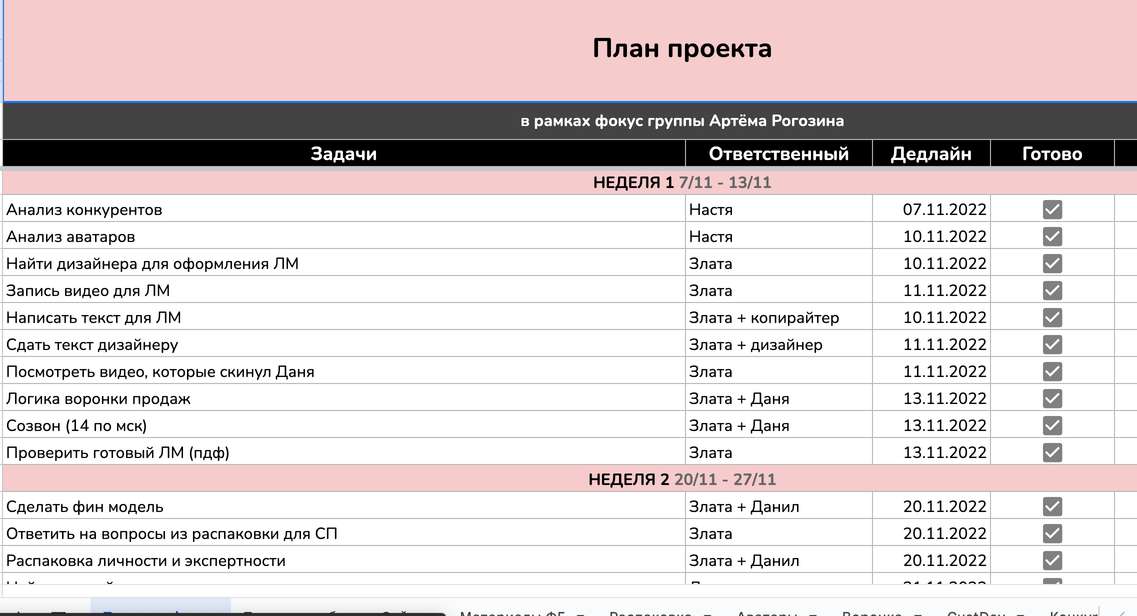 План проекта
в рамках фокус группы Артёма Рогозина
Задачи Ответственный Дедлайн Готово
НЕДЕЛЯ 1 7/11 - 13/11
Анализ конкурентов Настя 07.11.2022
Анализ аватаров Настя 10.11.2022
Найти дизайнера для оформления ЛМ Злата 10.11.2022
Запись видео для ЛМ Злата 11.11.2022
Написать текст для ЛМ Злата + копирайтер 10.11.2022
Сдать текст дизайнеру Злата + дизайнер 11.11.2022
Посмотреть видео, которые скинул Даня Злата 11.11.2022
Логика воронки продаж Злата + Даня 13.11.2022
Созвон (14 по мск) Злата + Даня 13.11.2022
Проверить готовый ЛМ (пдф) Злата 13.11.2022
НЕДЕЛЯ 2 20/11 - 27/11
Сделать фин модель Злата + Данил 20.11.2022
Ответить на вопросы из распаковки для СП Злата 20.11.2022
Распаковка личности и экспертности Злата + Данил 20.11.2022
Материалы ФГ Распаковка Аватары Воронка CustDev Конкур